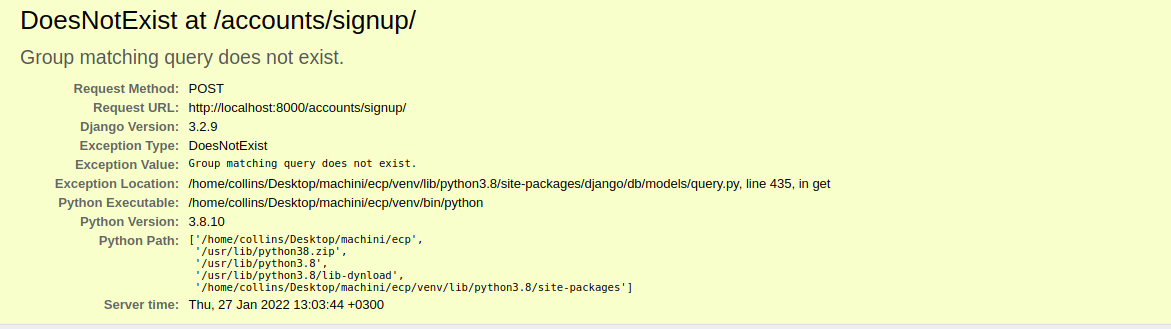 DoesNotExist at /accounts/signup/
Group matching query does not exist.
Request Method: POST
Request URL: http://localhost:8000/accounts/signup/
Django Version: 3.2.9
Exception Type: DoesNotExist
Exception Value: Group matching query does not exist.
Exception Location: /home/collins/Desktop/machini/ecp/venv/lib/python3.8/site-packages/django/db/models/query.py, line 435, in get
Python Executable: /home/collins/Desktop/machini/ecp/venv/bin/python
Python Version: 3.8.10
Python Path: ['/home/collins/Desktop/machini/ecp',
'/usr/lib/python38.zip',
'/usr/lib/python3.8',
'/usr/lib/python3.8/lib-dynload',
'/home/collins/Desktop/machini/ecp/venv/lib/python3.8/site-packages']
Server time: Thu, 27 Jan 2022 13:03:44 +0300